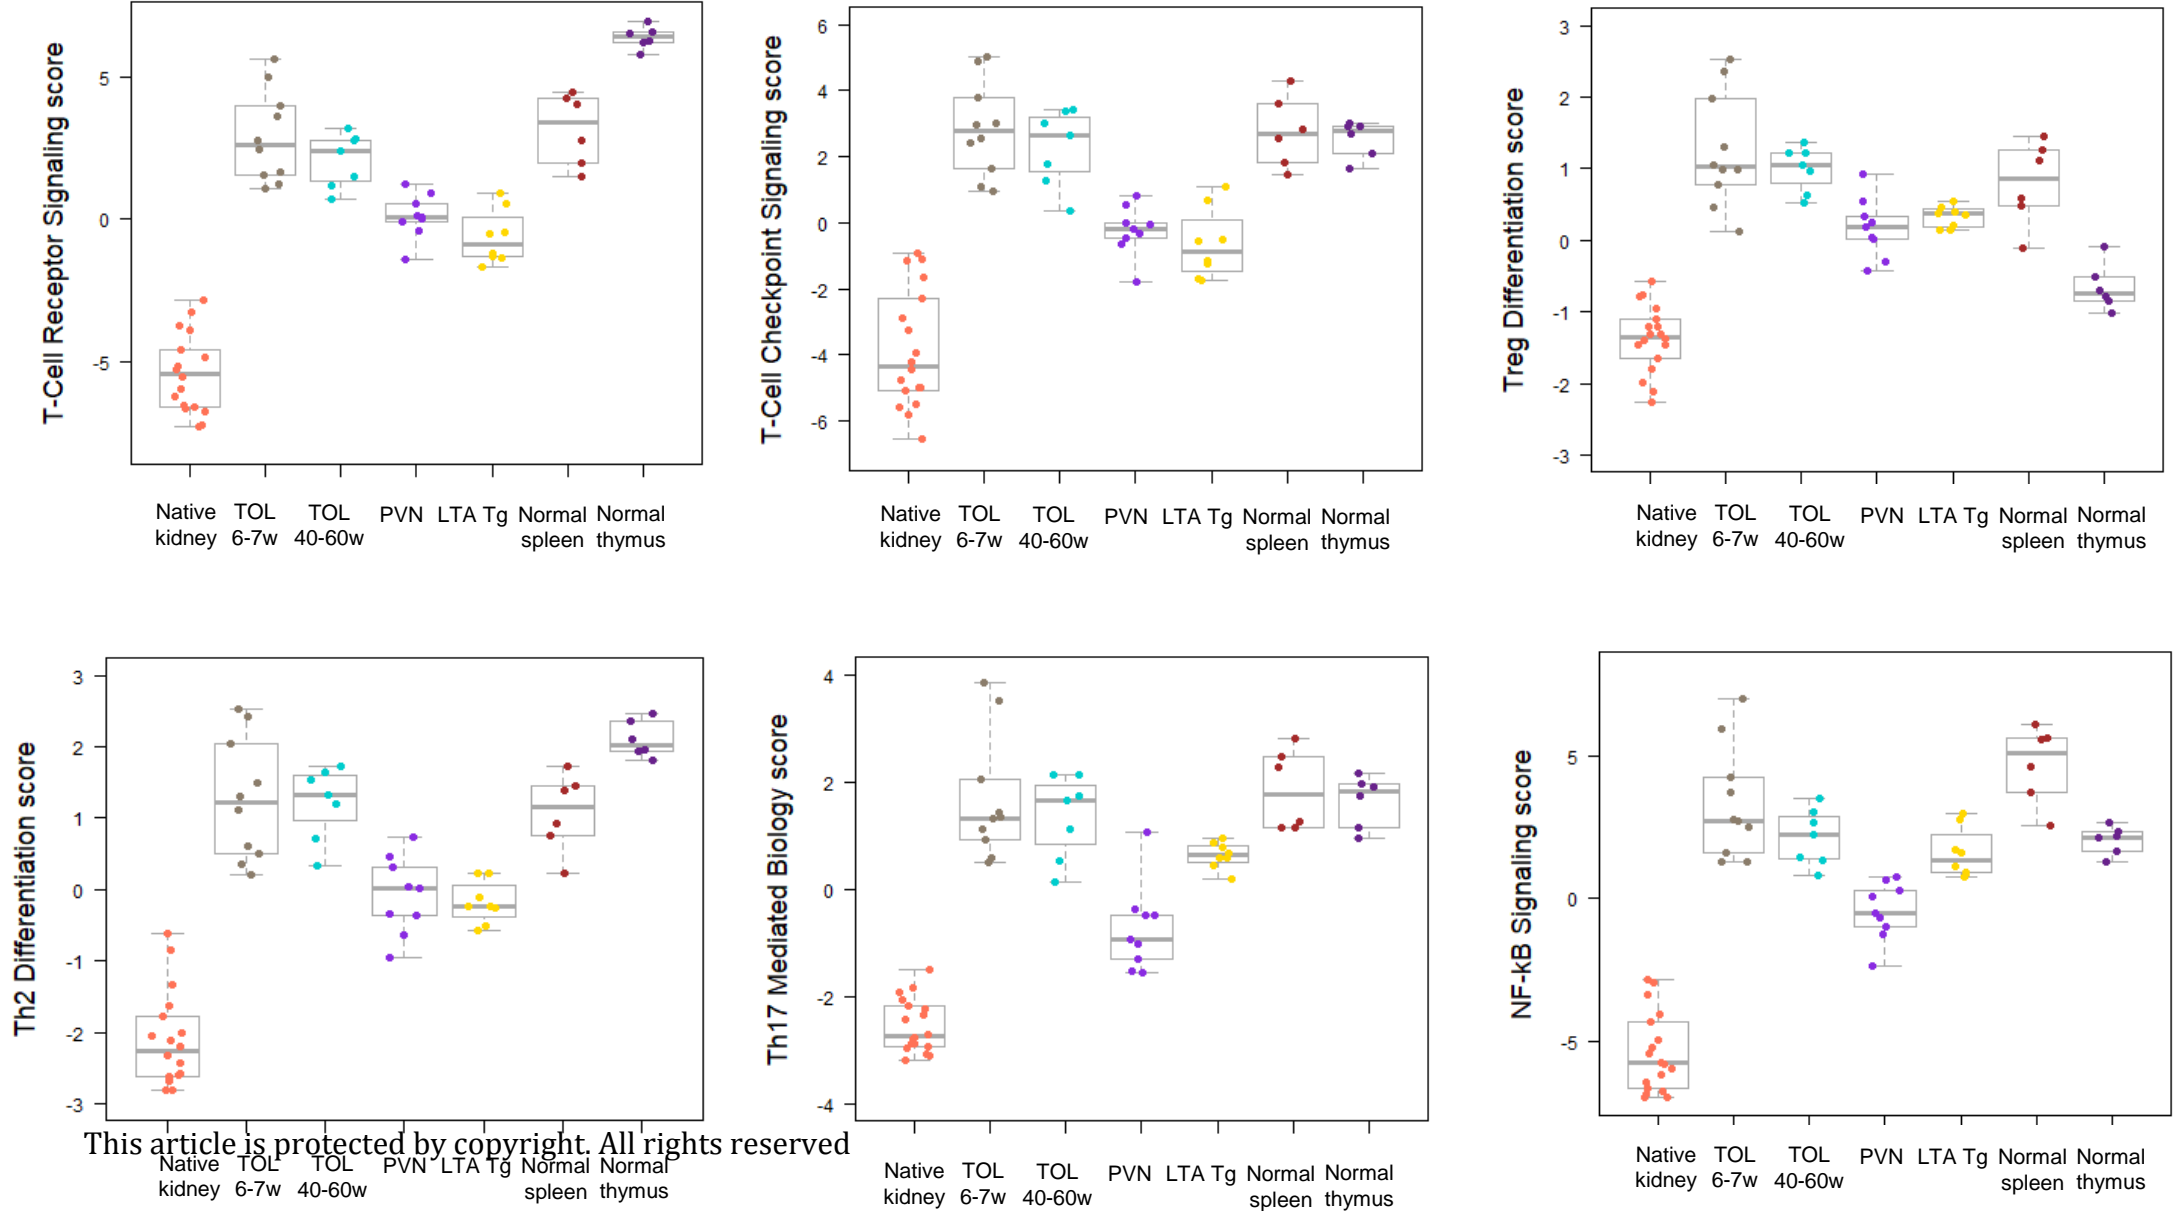 T-Cell Receptor Signaling score
5
0
-5
Native kidney
TOL 6-7w
TOL 40-60w
PVN
LTA Tg
Normal spleen
Normal thymus
T-Cell Checkpoint Signaling score
6
4
2
0
-2
-4
-6
Native kidney
TOL 6-7w
TOL 40-60w
PVN
LTA Tg
Normal spleen
Normal thymus
Treg Differentiation score
3
2
1
0
-1
-2
-3
Native kidney
TOL 6-7w
TOL 40-60w
PVN
LTA Tg
Normal spleen
Normal thymus
Th2 Differentiation score
3
2
1
0
-1
-2
-3
This article is protected by copyright. All rights reserved
Native kidney
TOL 6-7w
TOL 40-60w
PVN
LTA Tg
Normal spleen
Normal thymus
Th17 Mediated Biology score
4
2
0
-2
-4
Native kidney
TOL 6-7w
TOL 40-60w
PVN
LTA Tg
Normal spleen
Normal thymus
NF-kB Signaling score
5
0
-5
Native kidney
TOL 6-7w
TOL 40-60w
PVN
LTA Tg
Normal spleen
Normal thymus